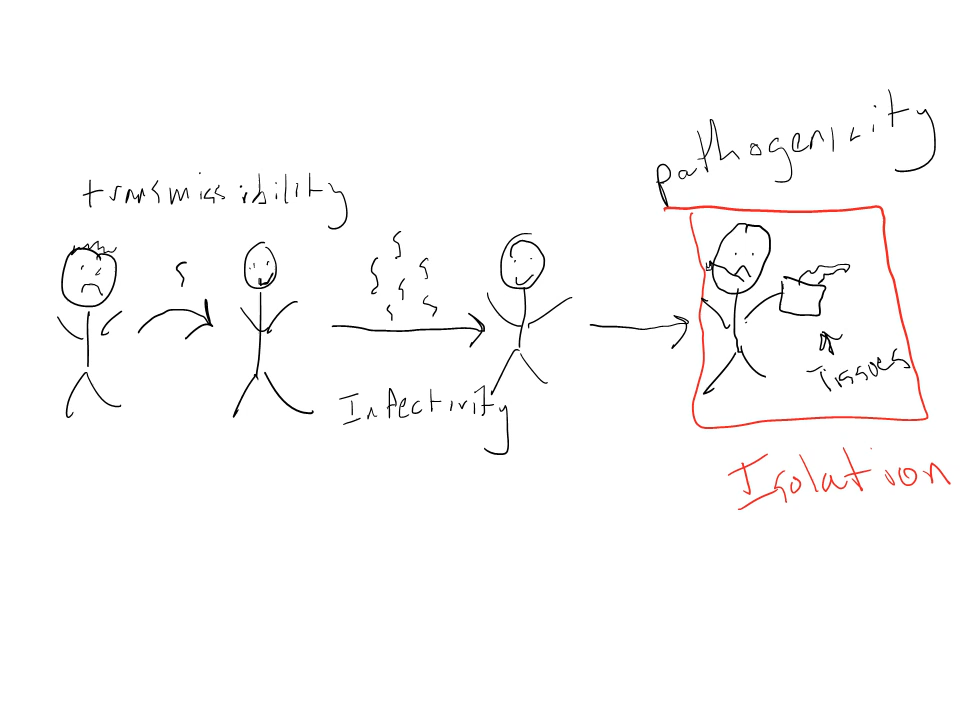 pathogenicity
transmissibility
Infectivity
Tissues
Isolation